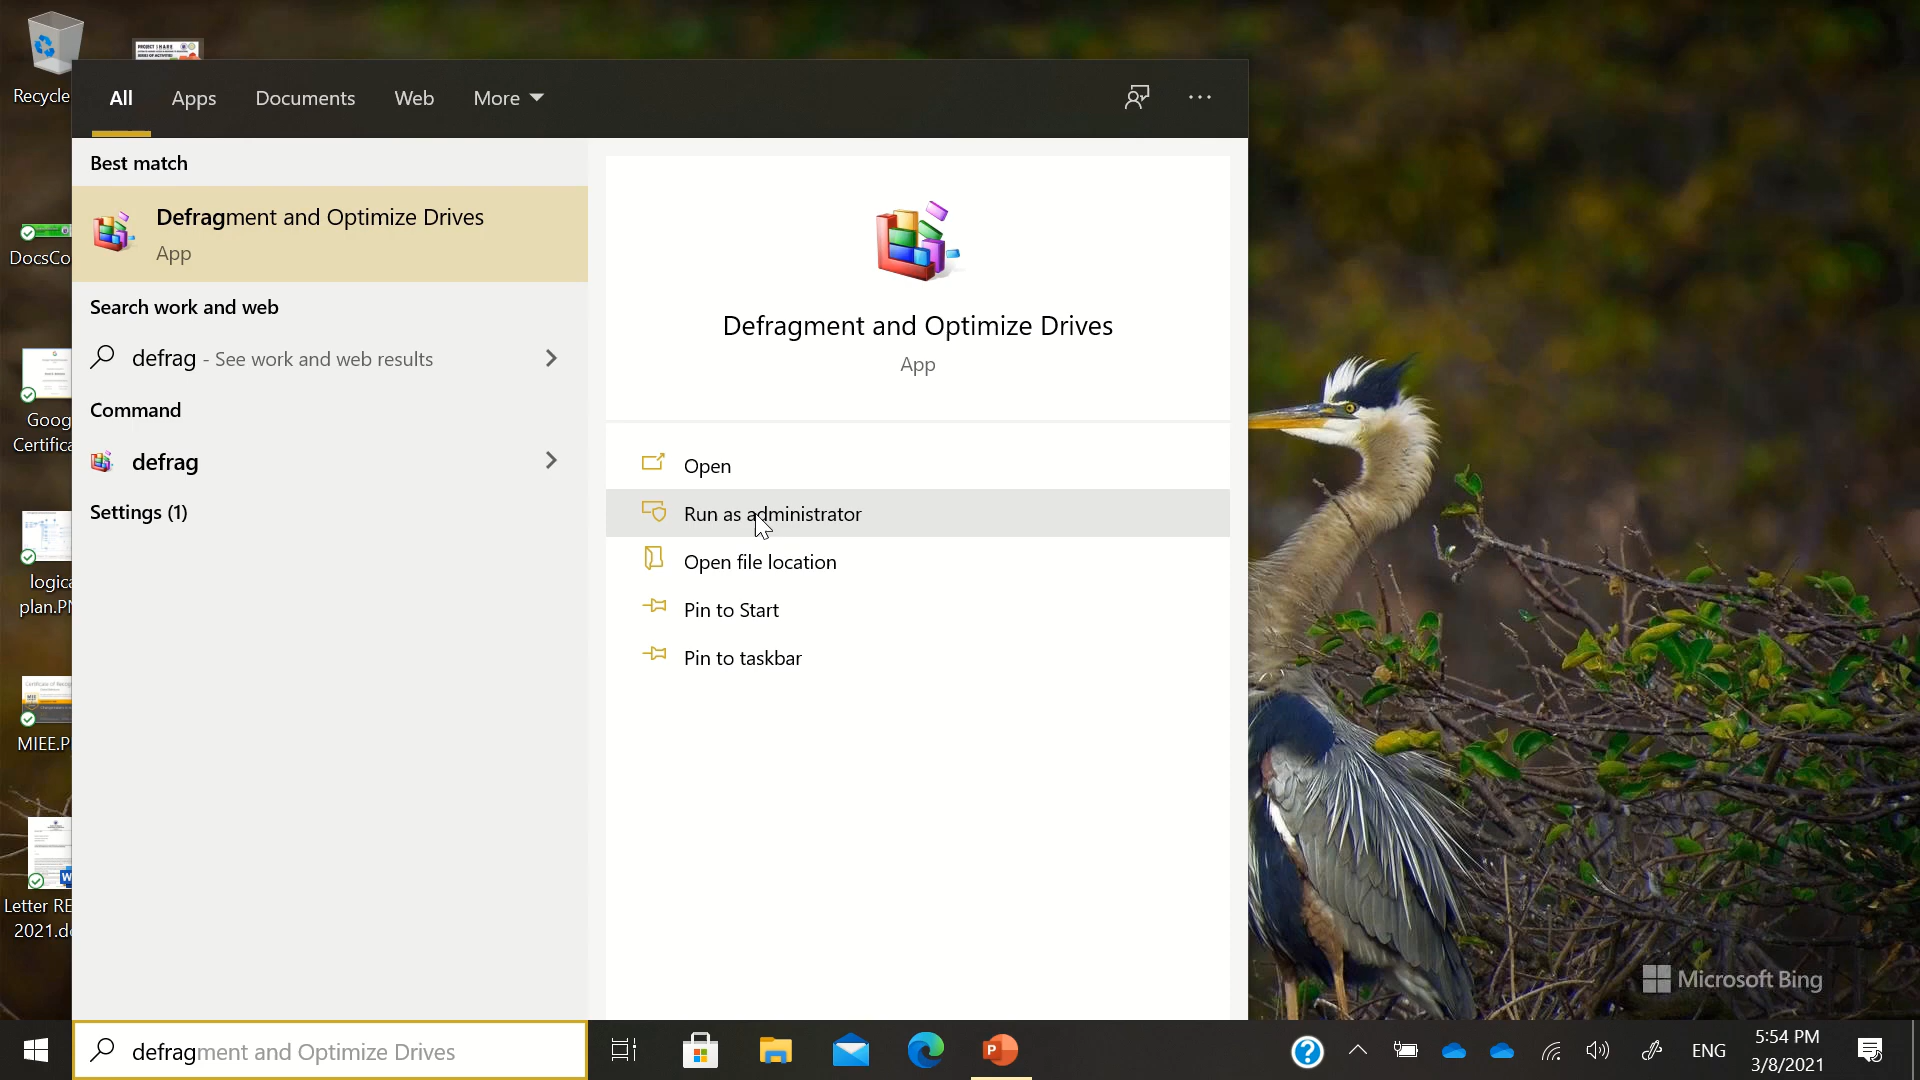 PROJECT SHARE
Recycle
All
Apps
Documents
Web
More
Best match
Defragment and Optimize Drives
App
Search work and web
defrag - See work and web results
Command
defrag
Settings (1)
Defragment and Optimize Drives
App
Open
Run as administrator
Open file location
Pin to Start
Pin to taskbar
DocsCo
Goog
Certifica
logica
plan.PN
MIEE.P
W
Letter RE
2021.do
Microsoft Bing
defragment and Optimize Drives
P
?
ENG
5:54 PM
3/8/2021